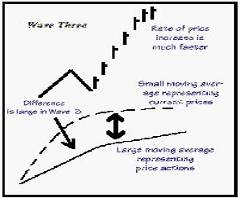 Wave Three
Rate of price
increase is
much faster
Small moving aver-
age representing
current prices
Difference
is large in Wave 3
Large moving average
representing
price actions